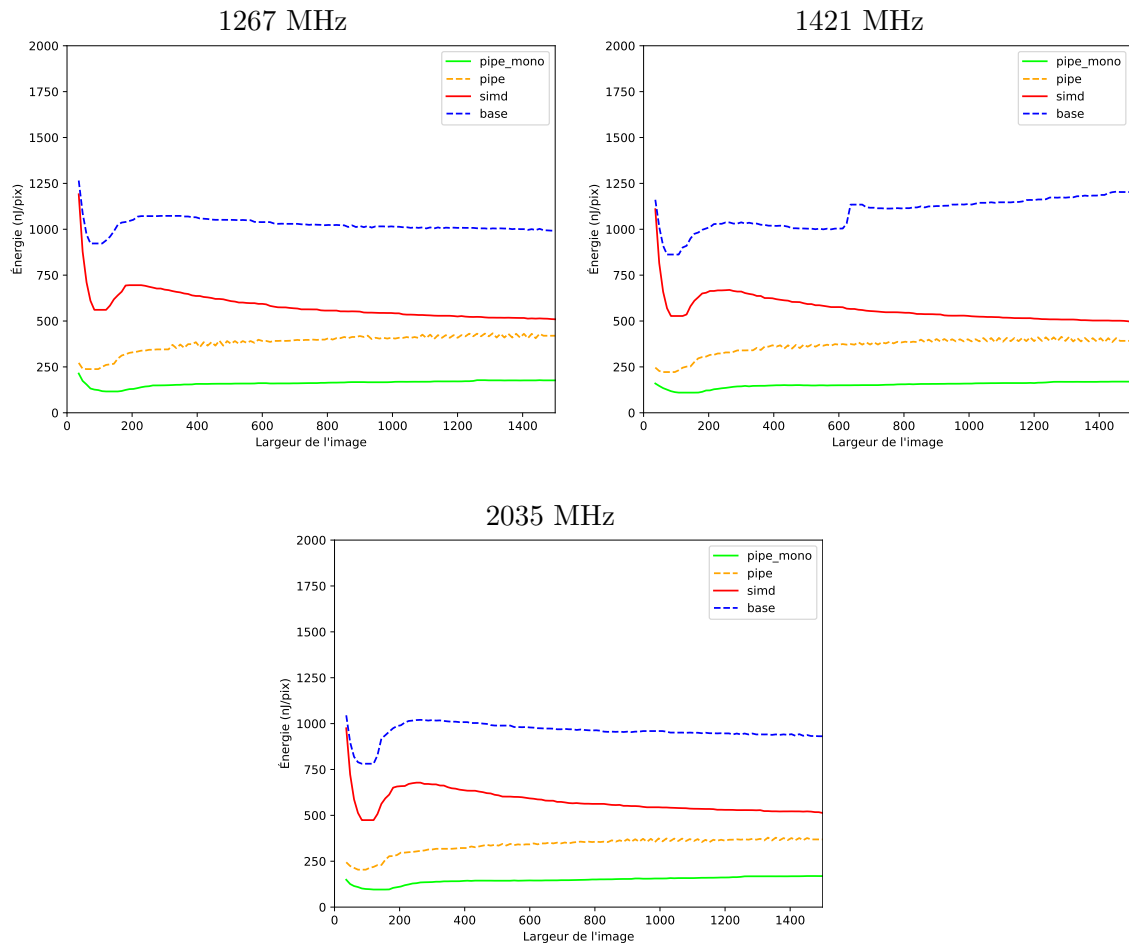 1267 MHz
2000
1750
1500
1250
1000
750
500
250
0
Énergie (nJ/pix)
pipe_mono
pipe
simd
base
0 200 400 600 800 1000 1200 1400
Largeur de l'image
1421 MHz
2000
1750
1500
1250
1000
750
500
250
0
Énergie (nJ/pix)
pipe_mono
pipe
simd
base
0 200 400 600 800 1000 1200 1400
Largeur de l'image
2035 MHz
2000
1750
1500
1250
1000
750
500
250
0
Énergie (nJ/pix)
pipe_mono
pipe
simd
base
0 200 400 600 800 1000 1200 1400
Largeur de l'image